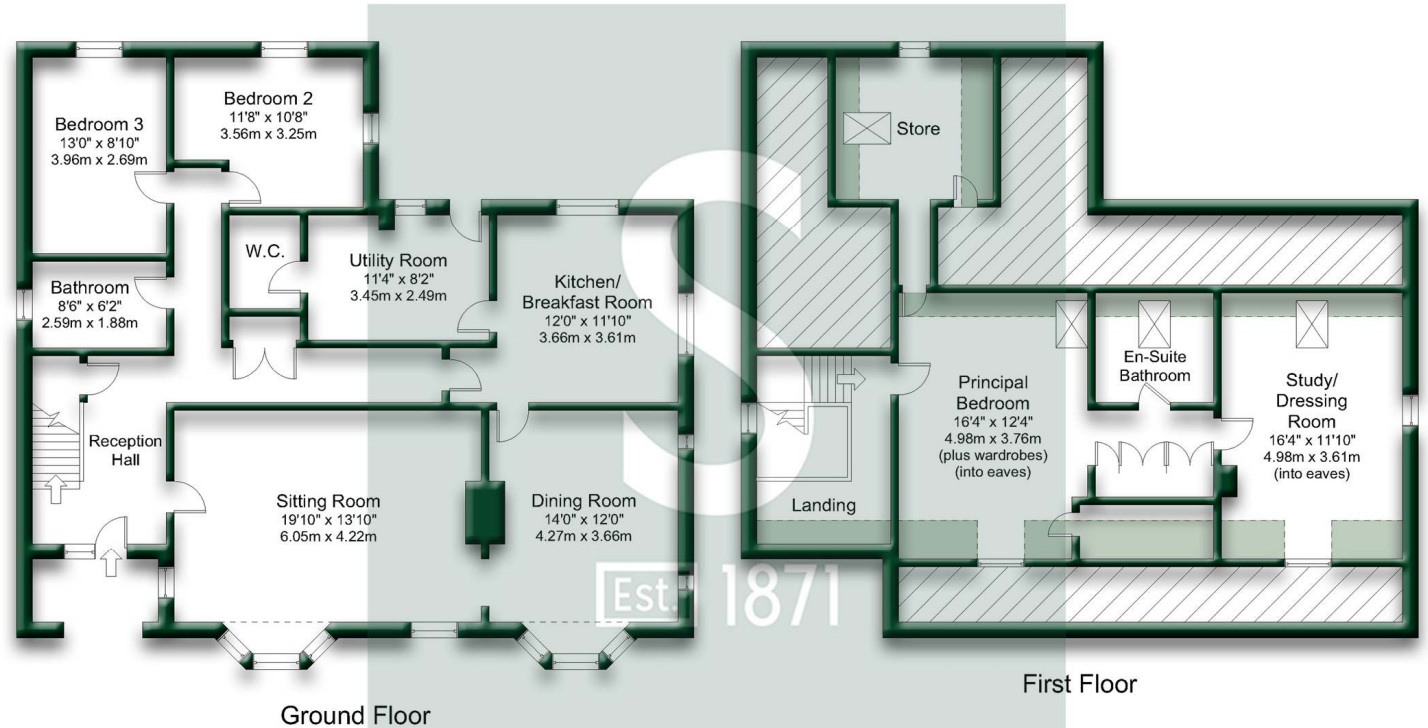 Bedroom 3
13'0" x 8'10"
3.96m x 2.69m
Bedroom 2
11'8" x 10'8"
3.56m x 3.25m
W.C.
Utility Room
11'4" x 8'2"
3.45m x 2.49m
Kitchen/
Breakfast Room
12'0" x 11'10"
3.66m x 3.61m
Bathroom
8'6" x 6'2"
2.59m x 1.88m
Reception
Hall
Sitting Room
19'10" x 13'10"
6.05m x 4.22m
Dining Room
14'0" x 12'0"
4.27m x 3.66m
Ground Floor
Store
Principal
Bedroom
16'4" x 12'4"
4.98m x 3.76m
(plus wardrobes)
(into eaves)
En-Suite
Bathroom
Study/
Dressing
Room
16'4" x 11'10"
4.98m x 3.61m
(into eaves)
Landing
First Floor
S
Est. 1871